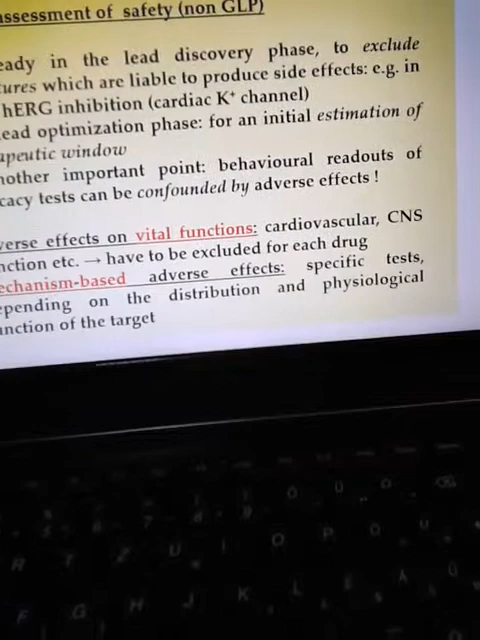 assessment of safety (non GLP)
eady in the lead discovery phase, to exclude
tures which are liable to produce side effects: e.g. in
hERG inhibition (cardiac K⁺ channel)
lead optimization phase: for an initial estimation of
apeutic window
nother important point: behavioural readouts of
cacy tests can be confounded by adverse effects !
verse effects on vital functions: cardiovascular, CNS
nction etc. → have to be excluded for each drug
echanism-based adverse effects: specific tests,
epending on the distribution and physiological
unction of the target
Ö Ü Ó
R T Z U I O P Ő Ú
F G H J K L É Á Ű